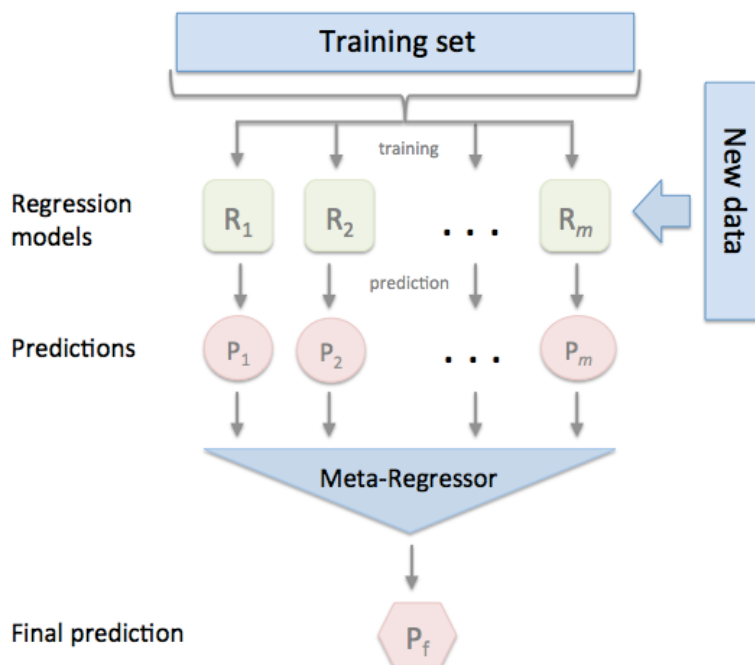 Training set
training
New data
Regression
models
R1
R2
. . .
Rm
prediction
Predictions
P1
P2
. . .
Pm
Meta-Regressor
Final prediction
Pf